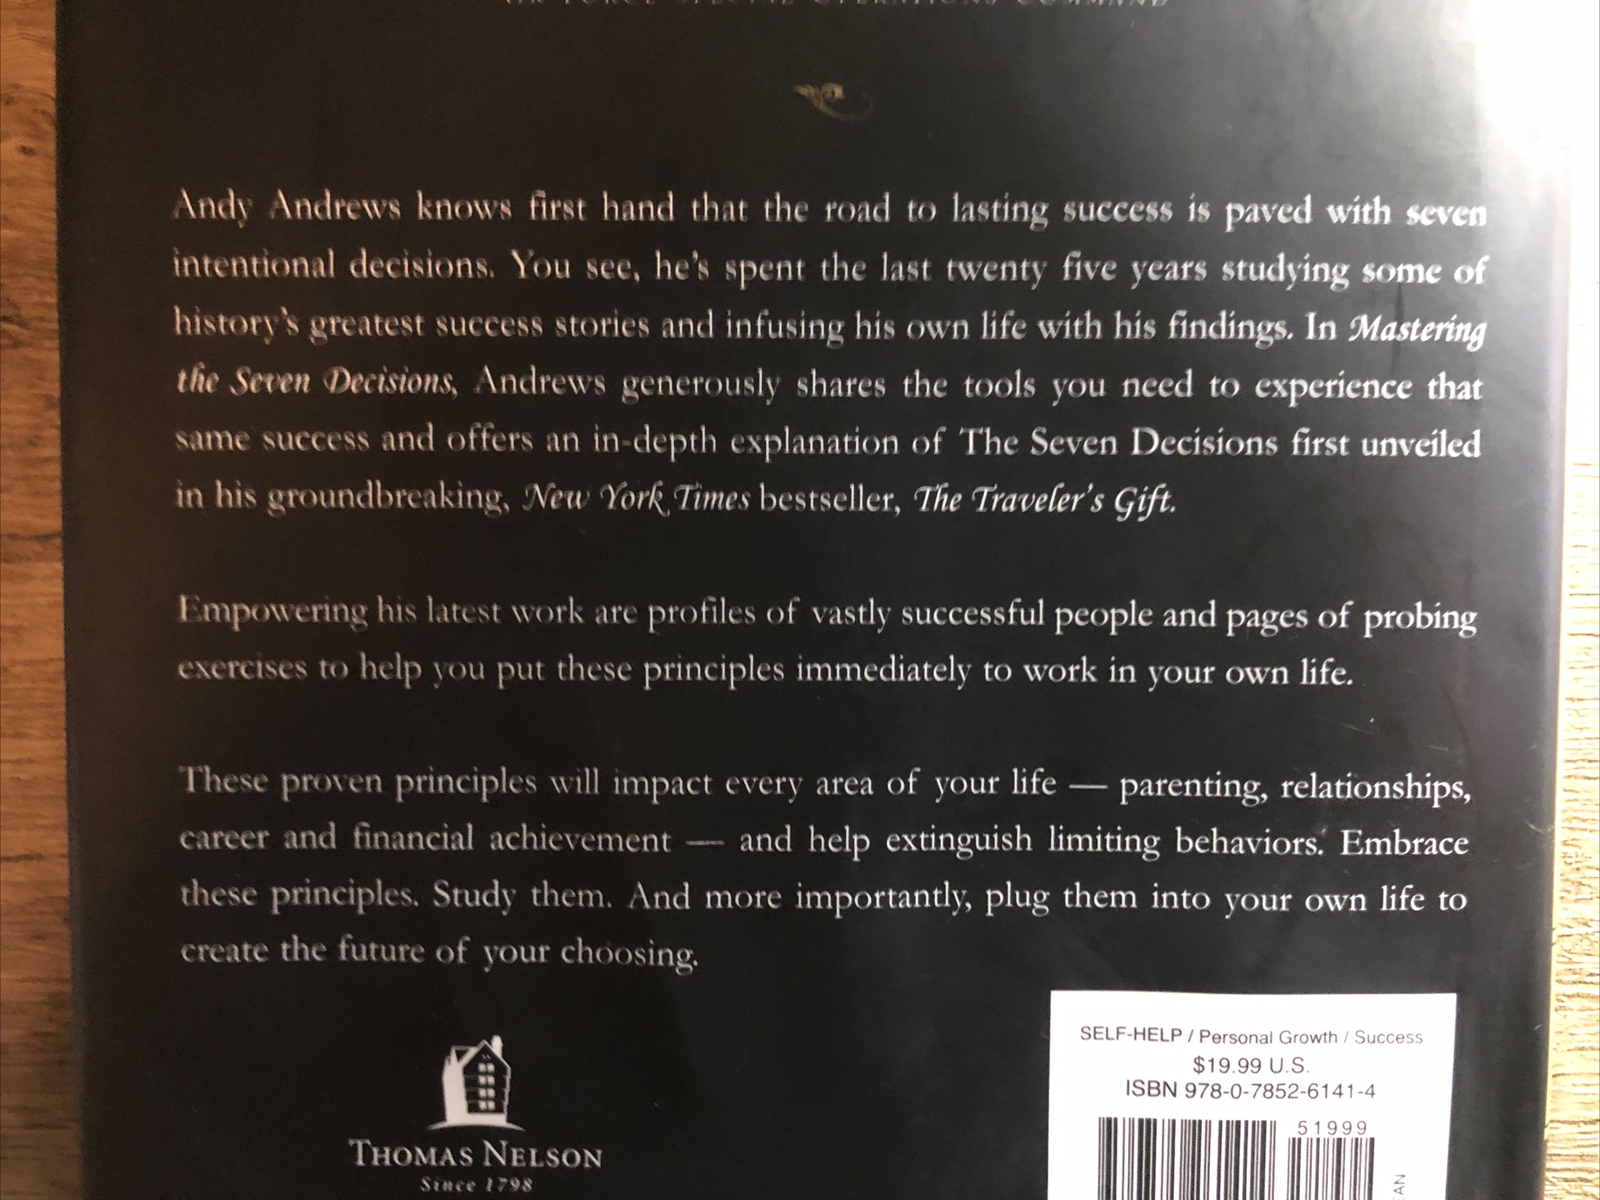 AIR FORCE SPECIAL OPERATIONS COMMAND
Andy Andrews knows first hand that the road to lasting success is paved with seven
intentional decisions. You see, he's spent the last twenty five years studying some of
history's greatest success stories and infusing his own life with his findings. In Mastering
the Seven Decisions, Andrews generously shares the tools you need to experience that
same success and offers an in-depth explanation of The Seven Decisions first unveiled
in his groundbreaking, New York Times bestseller, The Traveler's Gift.
Empowering his latest work are profiles of vastly successful people and pages of probing
exercises to help you put these principles immediately to work in your own life.
These proven principles will impact every area of your life — parenting, relationships,
career and financial achievement — and help extinguish limiting behaviors. Embrace
these principles. Study them. And more importantly, plug them into your own life to
create the future of your choosing.
THOMAS NELSON
Since 1798
SELF-HELP / Personal Growth / Success
$19.99 U.S.
ISBN 978-0-7852-6141-4
51999